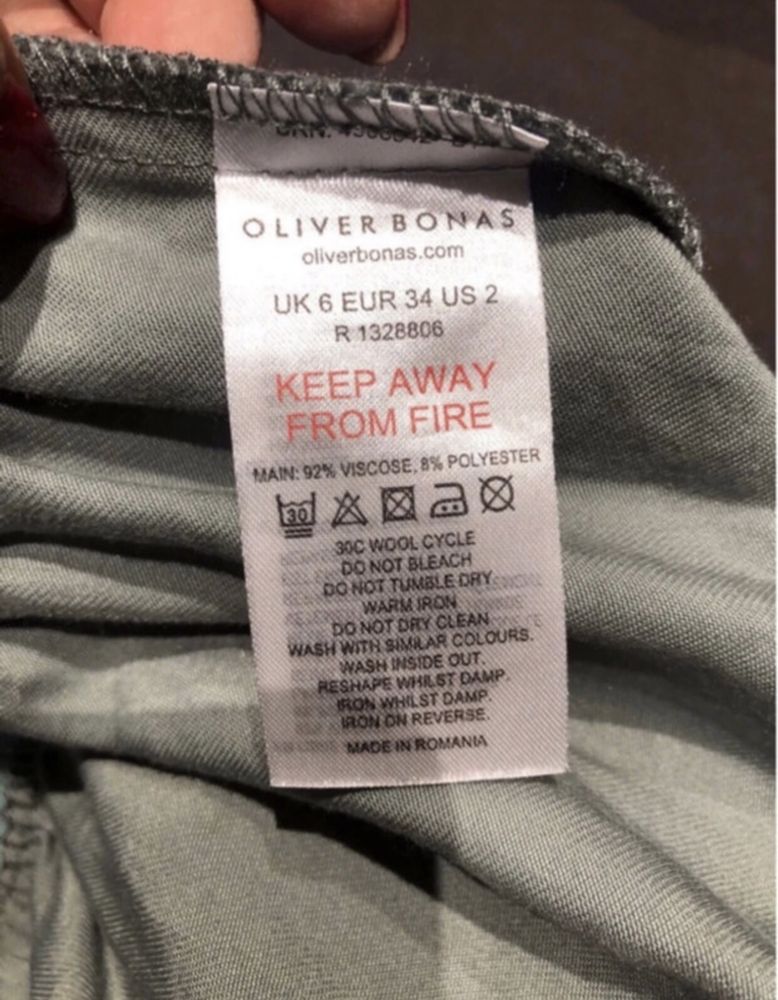 OLIVER BONAS
oliverbonas.com
UK 6 EUR 34 US 2
R 1328806
KEEP AWAY
FROM FIRE
MAIN: 92% VISCOSE, 8% POLYESTER
30
30C WOOL CYCLE
DO NOT BLEACH
DO NOT TUMBLE DRY
WARM IRON
DO NOT DRY CLEAN
WASH WITH SIMILAR COLOURS.
WASH INSIDE OUT.
RESHAPE WHILST DAMP.
IRON WHILST DAMP.
IRON ON REVERSE.
MADE IN ROMANIA